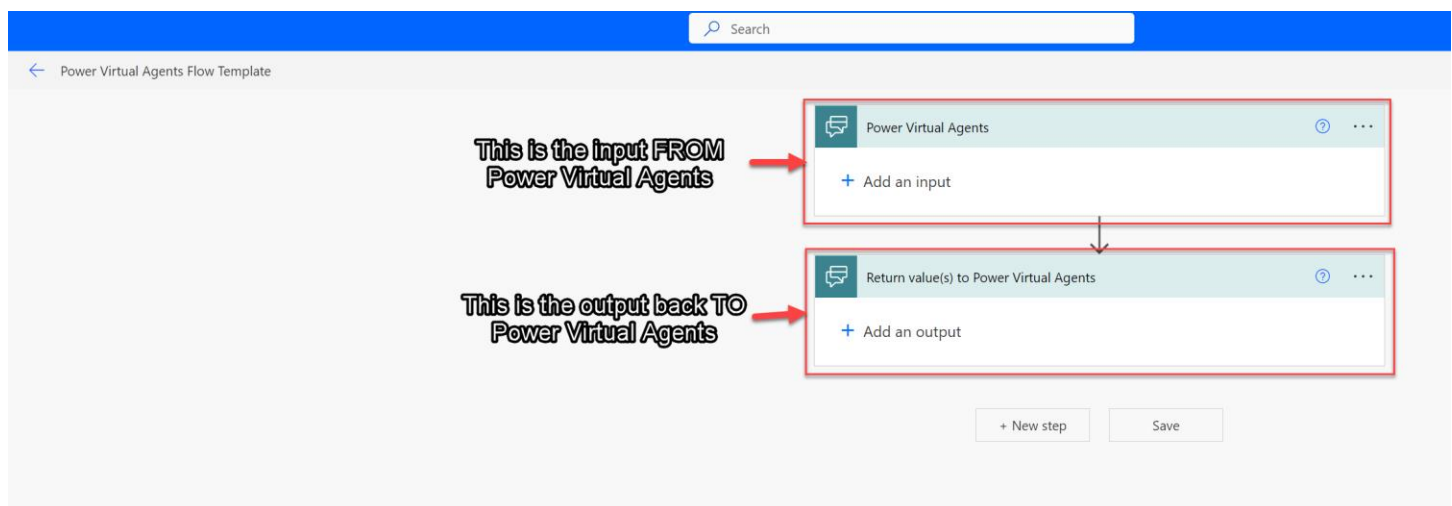 Search
Power Virtual Agents Flow Template
This is the input FROM
Power Virtual Agents
Power Virtual Agents
+ Add an input
This is the output back TO
Power Virtual Agents
Return value(s) to Power Virtual Agents
+ Add an output
+ New step
Save